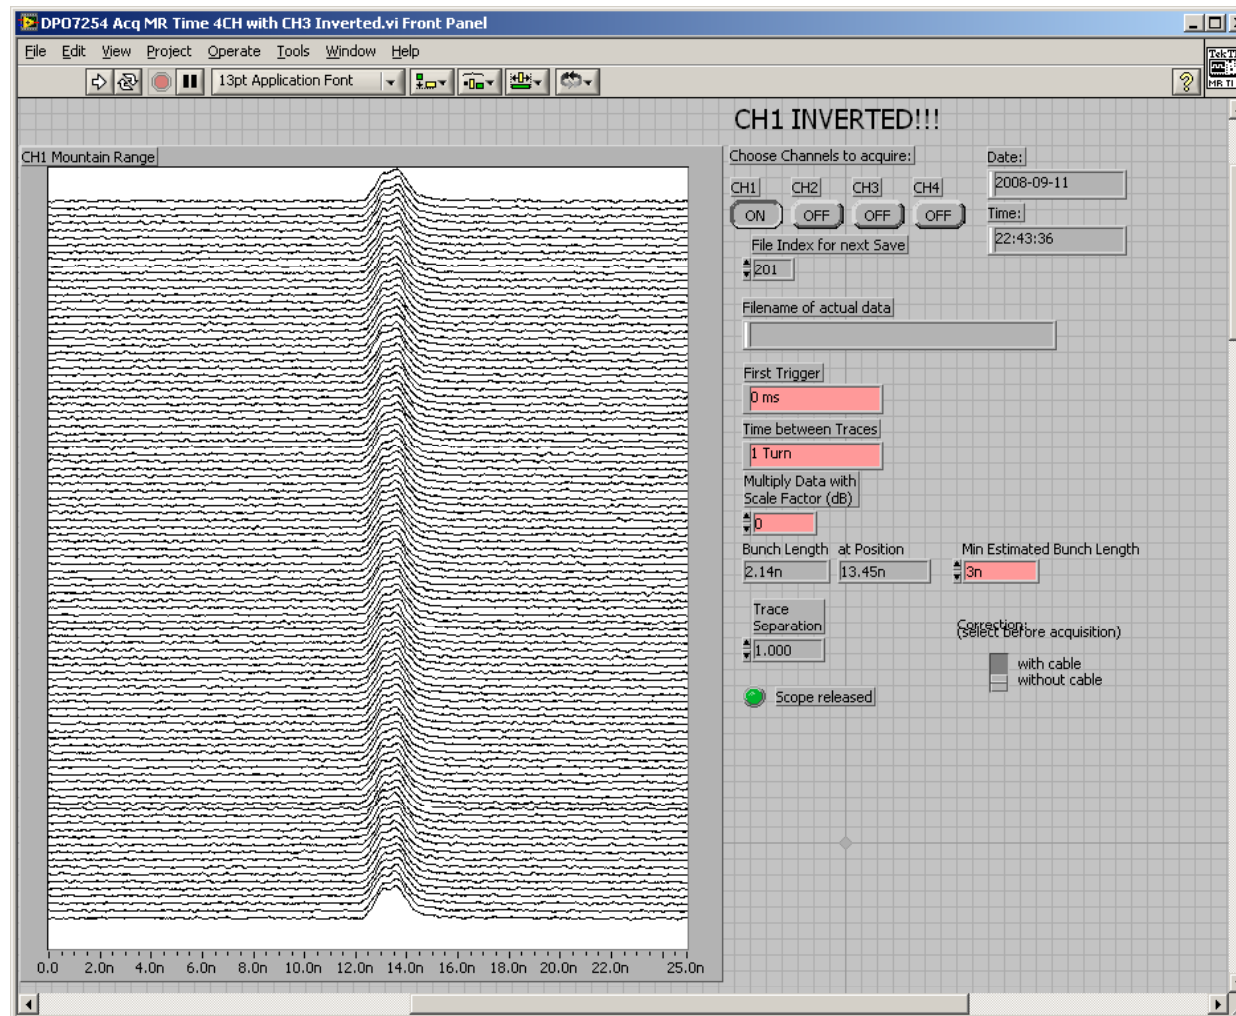 DPO7254 Acq MR Time 4CH with CH3 Inverted.vi Front Panel
File Edit View Project Operate Tools Window Help
13pt Application Font
?
MR TI
CH1 INVERTED!!!
CH1 Mountain Range
Choose Channels to acquire:
Date:
CH1 CH2 CH3 CH4
2008-09-11
ON OFF OFF OFF
Time:
22:43:36
File Index for next Save
201
Filename of actual data
First Trigger
0 ms
Time between Traces
1 Turn
Multiply Data with
Scale Factor (dB)
0
Bunch Length at Position Min Estimated Bunch Length
2.14n 13.45n 3n
Trace
Separation
1.000
Correction:
(select before acquisition)
with cable
without cable
Scope released
0.0 2.0n 4.0n 6.0n 8.0n 10.0n 12.0n 14.0n 16.0n 18.0n 20.0n 22.0n 25.0n